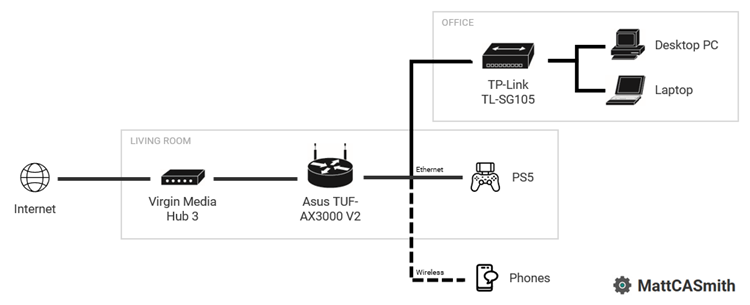 OFFICE
Desktop PC
TP-Link
TL-SG105
Laptop
LIVING ROOM
Internet
Virgin Media
Hub 3
Asus TUF-
AX3000 V2
Ethernet
PS5
Wireless
Phones
MattCASmith